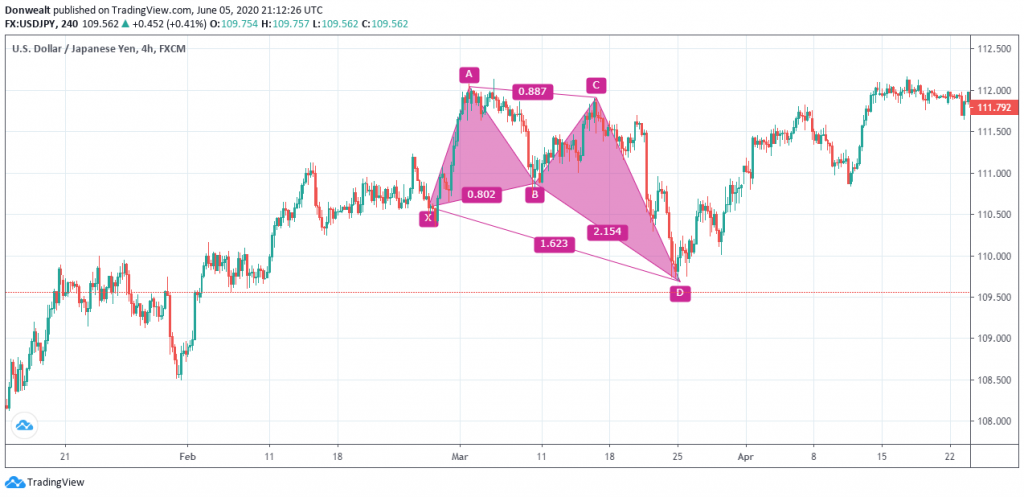 Donwealt published on TradingView.com, June 05, 2020 21:12:26 UTC
FX:USDJPY, 240 109.562 ▲ +0.452 (+0.41%) O:109.754 H:109.757 L:109.562 C:109.562
U.S. Dollar / Japanese Yen, 4h, FXCM
112.500
A
C
0.887
112.000
111.792
111.500
111.000
0.802
B
X
110.500
2.154
1.623
110.000
D
109.500
109.000
108.500
108.000
21 Feb 11 18 Mar 11 18 25 Apr 8 15 22
TradingView